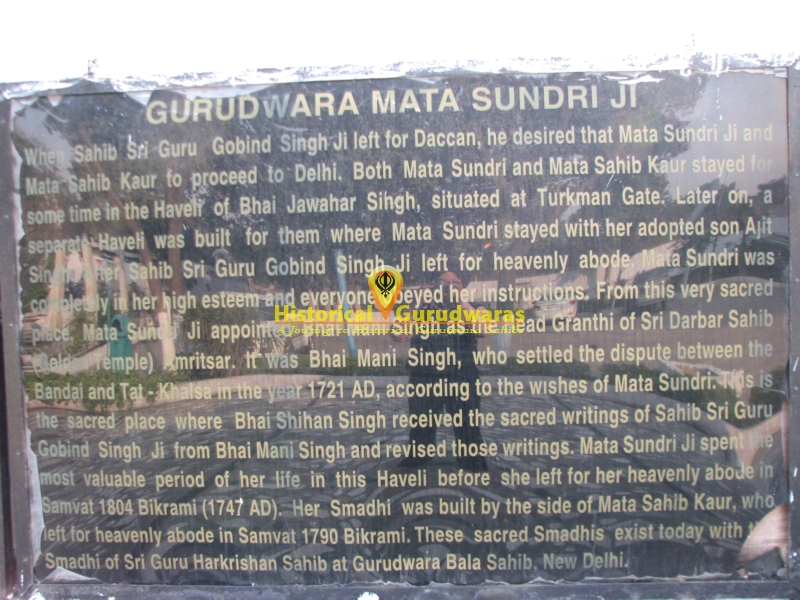 GURUDWARA MATA SUNDRI JI
When Sahib Sri Guru Gobind Singh Ji left for Daccan, he desired that Mata Sundri Ji and
Mata Sahib Kaur fo proceed to Delhi. Both Mata Sundri and Mata Sahib Kaur stayed for
some time in the Haveli of Bhai Jawahar Singh, situated at Turkman Gate. Later on, a
separate Haveli was built for them where Mata Sundri stayed with her adopted son Ajit
Singh. After Sahib Sri Guru Gobind Singh Ji left for heavenly abode, Mata Sundri was
completely in her high esteem and everyone obeyed her instructions. From this very sacred
Historical Gurudwaras
place, Mata Sundri Ji appointed Bhai Mani Singh as the Head Granthi of Sri Darbar Sahib
(Golden Temple) Amritsar. It was Bhai Mani Singh, who settled the dispute between the
Bandai and Tat - Khalsa in the year 1721 AD, according to the wishes of Mata Sundri. This is
the sacred place where Bhai Shihan Singh received the sacred writings of Sahib Sri Guru
Gobind Singh Ji from Bhai Mani Singh and revised those writings. Mata Sundri Ji spent the
most valuable period of her life in this Haveli before she left for her heavenly abode in
Samvat 1804 Bikrami (1747 AD). Her Smadhi was built by the side of Mata Sahib Kaur, who
left for heavenly abode in Samvat 1790 Bikrami. These sacred Smadhis exist today with
Smadhi of Sri Guru Harkrishan Sahib at Gurudwara Bala Sahib, New Delhi.